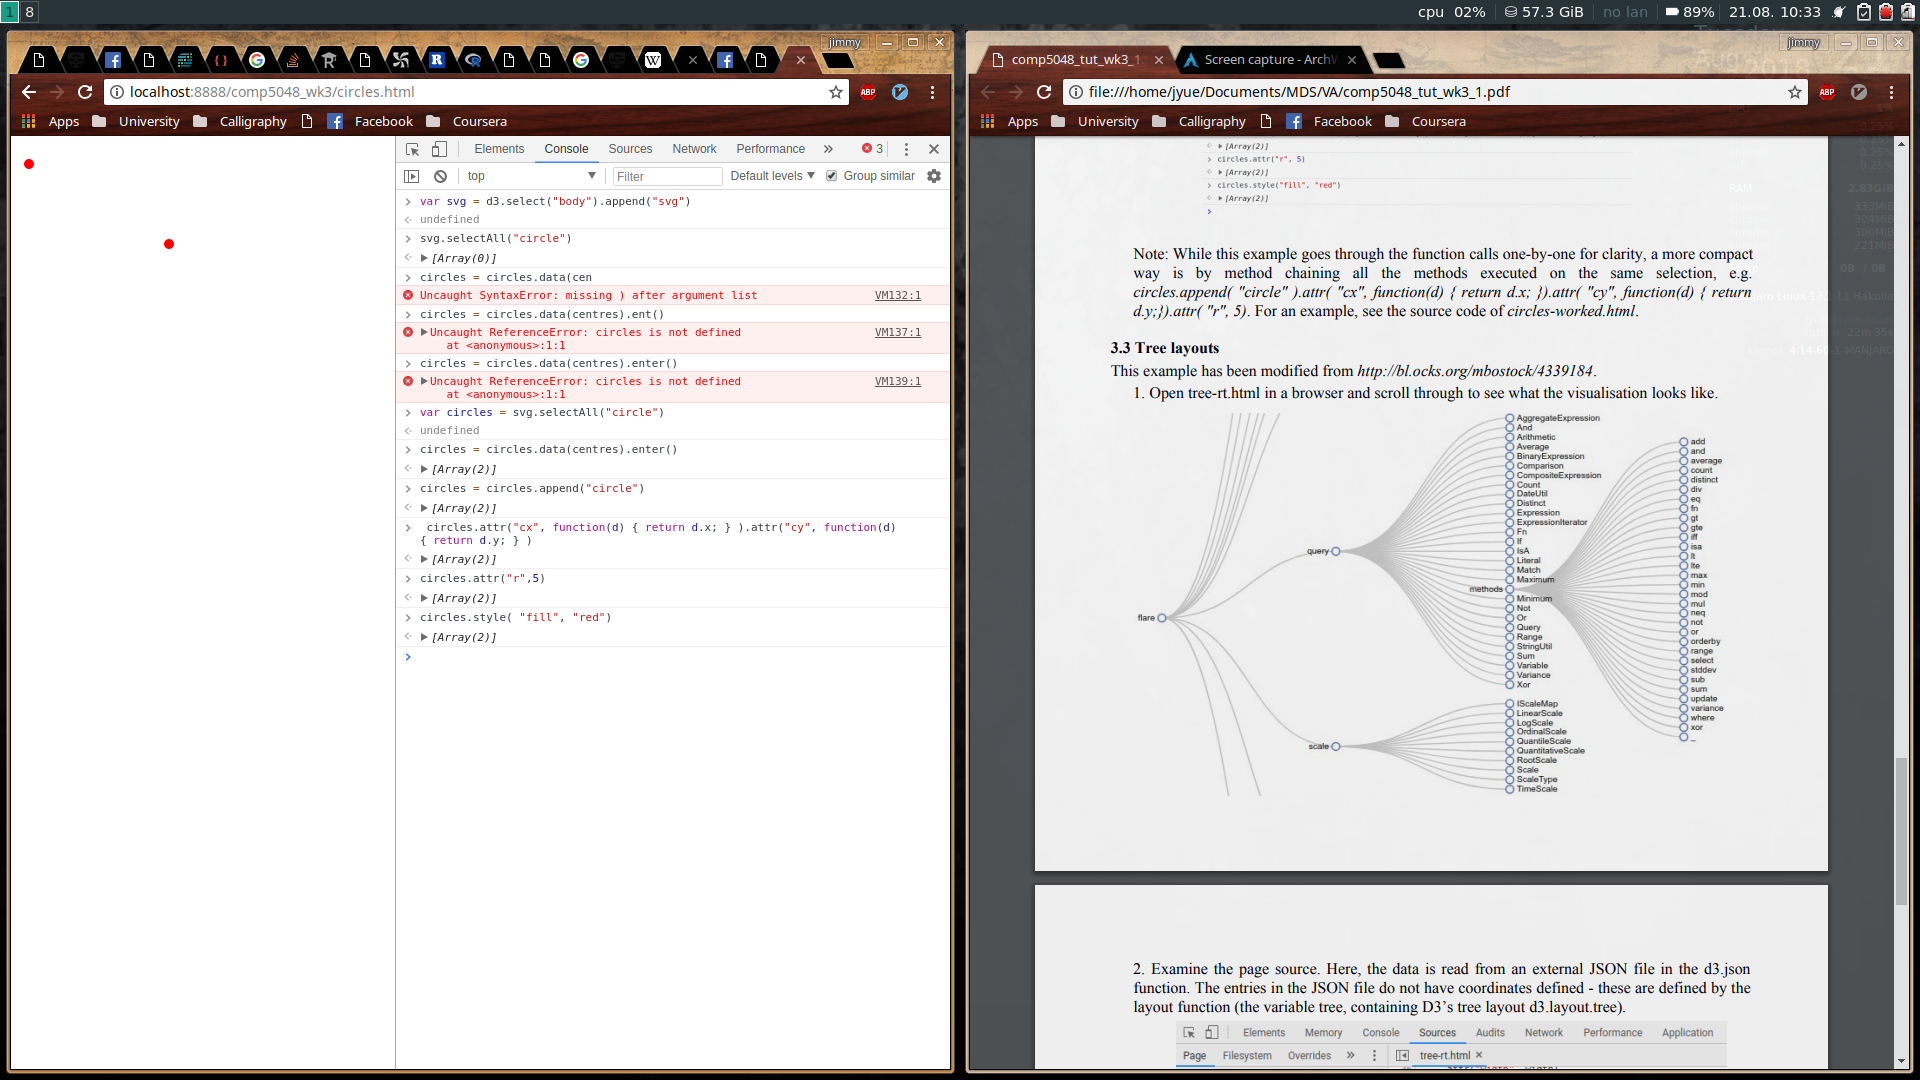 1 8
cpu 02% 57.3 GiB no lan 89% 21.08. 10:33
jimmy
localhost:8888/comp5048_wk3/circles.html
ABP
Apps University Calligraphy Facebook Coursera
Elements Console Sources Network Performance » 3
top Filter Default levels Group similar
var svg = d3.select("body").append("svg")
undefined
svg.selectAll("circle")
[Array(0)]
circles = circles.data(cen
Uncaught SyntaxError: missing ) after argument list VM132:1
circles = circles.data(centres).ent()
Uncaught ReferenceError: circles is not defined VM137:1
at <anonymous>:1:1
circles = circles.data(centres).enter()
Uncaught ReferenceError: circles is not defined VM139:1
at <anonymous>:1:1
var circles = svg.selectAll("circle")
undefined
circles = circles.data(centres).enter()
[Array(2)]
circles = circles.append("circle")
[Array(2)]
circles.attr("cx", function(d) { return d.x; } ).attr("cy", function(d)
{ return d.y; } )
[Array(2)]
circles.attr("r",5)
[Array(2)]
circles.style( "fill", "red")
[Array(2)]
jimmy
comp5048_tut_wk3_1 Screen capture - ArchW
file:///home/jyue/Documents/MDS/VA/comp5048_tut_wk3_1.pdf
ABP
Apps University Calligraphy Facebook Coursera
[Array(2)]
circles.attr("r", 5)
[Array(2)]
circles.style("fill", "red")
[Array(2)]
Note: While this example goes through the function calls one-by-one for clarity, a more compact
way is by method chaining all the methods executed on the same selection, e.g.
circles.append( "circle" ).attr( "cx", function(d) { return d.x; }).attr( "cy", function(d) { return
d.y;}).attr( "r", 5). For an example, see the source code of circles-worked.html.
3.3 Tree layouts
This example has been modified from http://bl.ocks.org/mbostock/4339184.
1. Open tree-rt.html in a browser and scroll through to see what the visualisation looks like.
flare
query
scale
AggregateExpression
And
Arithmetic
Average
BinaryExpression
Comparison
CompositeExpression
Count
DateUtil
Distinct
Expression
ExpressionIterator
Fn
If
IsA
Literal
Match
Maximum
methods
Minimum
Not
Or
Query
Range
StringUtil
Sum
Variable
Variance
Xor
IScaleMap
LinearScale
LogScale
OrdinalScale
QuantileScale
QuantitativeScale
RootScale
Scale
ScaleType
TimeScale
add
and
average
count
distinct
div
eq
fn
gt
gte
iff
isa
lt
lte
max
min
mod
mul
neq
not
or
orderby
range
select
stddev
sub
sum
update
variance
where
xor
_
2. Examine the page source. Here, the data is read from an external JSON file in the d3.json
function. The entries in the JSON file do not have coordinates defined - these are defined by the
layout function (the variable tree, containing D3’s tree layout d3.layout.tree).
Elements Memory Console Sources Audits Network Performance Application
Page Filesystem Overrides » tree-rt.html ×
RAM 2.83GiB
333MiB
304MiB
300MiB
221MiB
0B / 0B
22m 35s
4.14.60-1-MANJARO